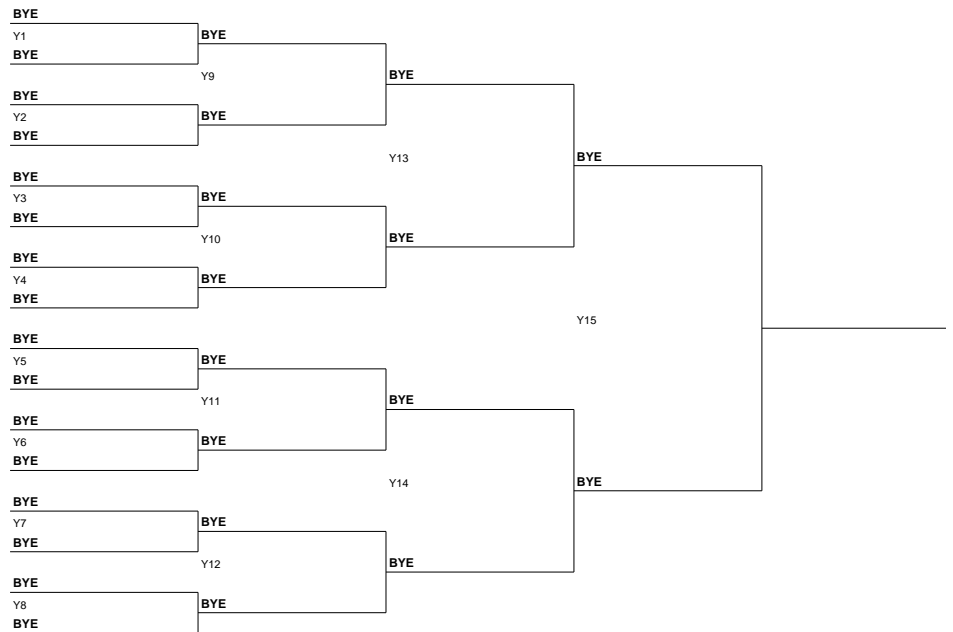 BYE
Y1 BYE
BYE
Y9 BYE
BYE
Y2 BYE
BYE
Y13 BYE
BYE
Y3 BYE
BYE
Y10 BYE
BYE
Y4 BYE
BYE
Y15
BYE
Y5 BYE
BYE
Y11 BYE
BYE
Y6 BYE
BYE
Y14 BYE
BYE
Y7 BYE
BYE
Y12 BYE
BYE
Y8 BYE
BYE